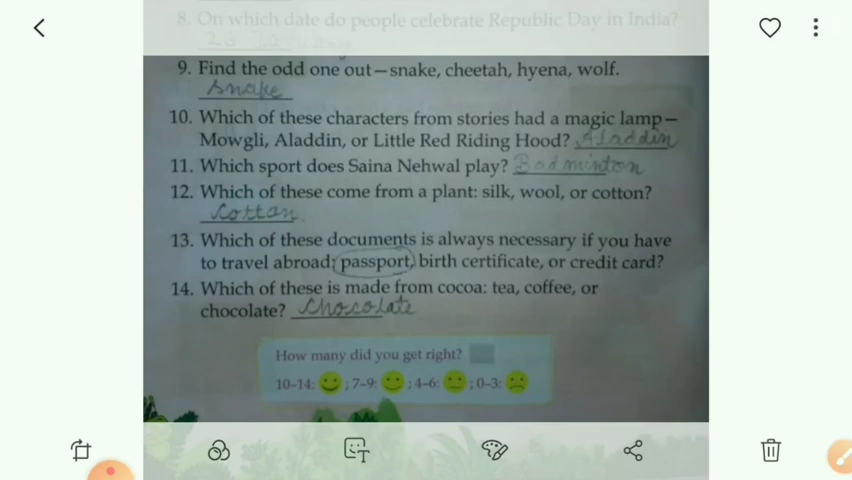 8. On which date do people celebrate Republic Day in India?
9. Find the odd one out—snake, cheetah, hyena, wolf.
snake
10. Which of these characters from stories had a magic lamp—
Mowgli, Aladdin, or Little Red Riding Hood? Aladdin
11. Which sport does Saina Nehwal play? Badminton
12. Which of these come from a plant: silk, wool, or cotton?
Cottan
13. Which of these documents is always necessary if you have
to travel abroad: passport, birth certificate, or credit card?
14. Which of these is made from cocoa: tea, coffee, or
chocolate? Chocolate
How many did you get right?
10–14: ; 7–9: ; 4–6: ; 0–3:
T